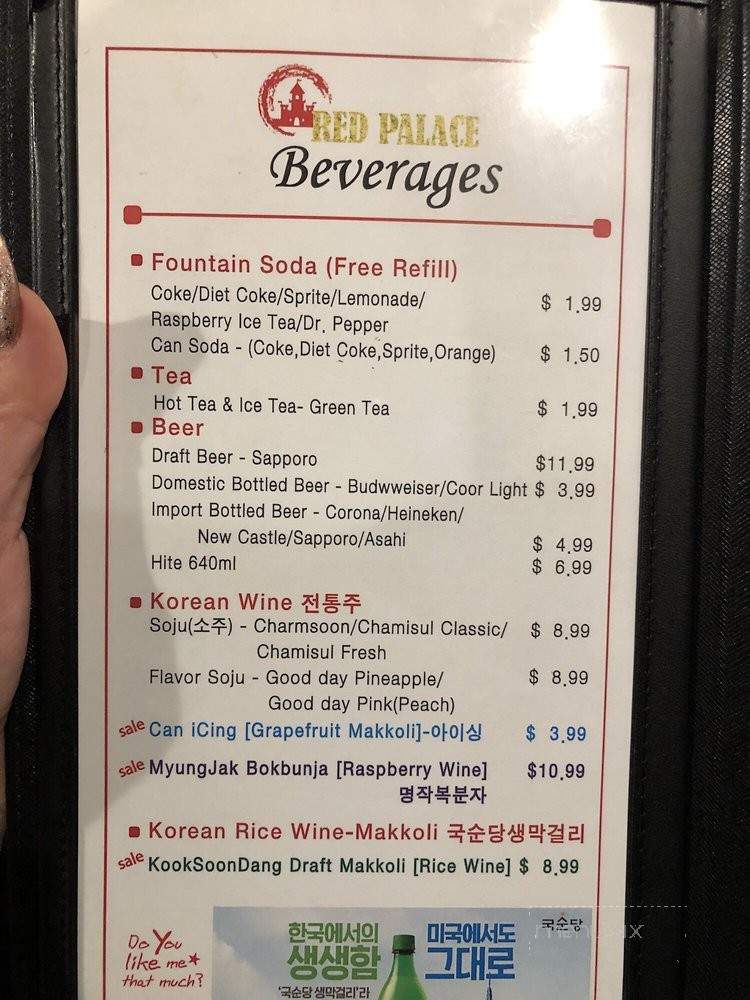 RED PALACE
Beverages
Fountain Soda (Free Refill)
Coke/Diet Coke/Sprite/Lemonade/ $ 1.99
Raspberry Ice Tea/Dr. Pepper
Can Soda - (Coke,Diet Coke,Sprite,Orange) $ 1.50
Tea
Hot Tea & Ice Tea- Green Tea $ 1.99
Beer
Draft Beer - Sapporo $11.99
Domestic Bottled Beer - Budwweiser/Coor Light $ 3.99
Import Bottled Beer - Corona/Heineken/
New Castle/Sapporo/Asahi $ 4.99
Hite 640ml $ 6.99
Korean Wine 전통주
Soju(소주) - Charmsoon/Chamisul Classic/ $ 8.99
Chamisul Fresh
Flavor Soju - Good day Pineapple/ $ 8.99
Good day Pink(Peach)
sale Can iCing [Grapefruit Makkoli]-아이싱 $ 3.99
sale MyungJak Bokbunja [Raspberry Wine] $10.99
명작복분자
Korean Rice Wine-Makkoli 국순당생막걸리
sale KookSoonDang Draft Makkoli [Rice Wine] $ 8.99
국순당
한국에서의 미국에서도
생생함 그대로
'국순당 생막걸리'라
Do You
like me
that much?